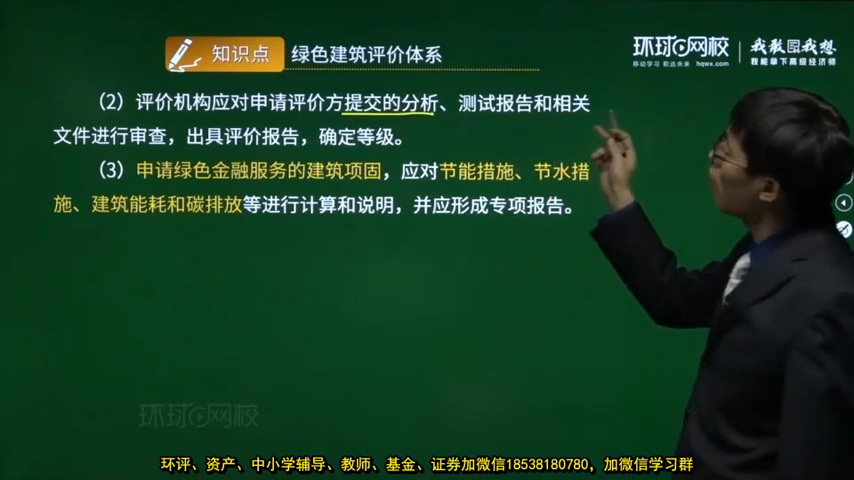 知识点 绿色建筑评价体系
环球网校
移动学习 职达未来 hqwx.com
我敢与我想
我能拿下高级经济师
(2)评价机构应对申请评价方提交的分析、测试报告和相关
文件进行审查，出具评价报告，确定等级。
(3)申请绿色金融服务的建筑项固，应对节能措施、节水措
施、建筑能耗和碳排放等进行计算和说明，并应形成专项报告。
环球网校
环评、资产、中小学辅导、教师、基金、证券加微信18538180780，加微信学习群